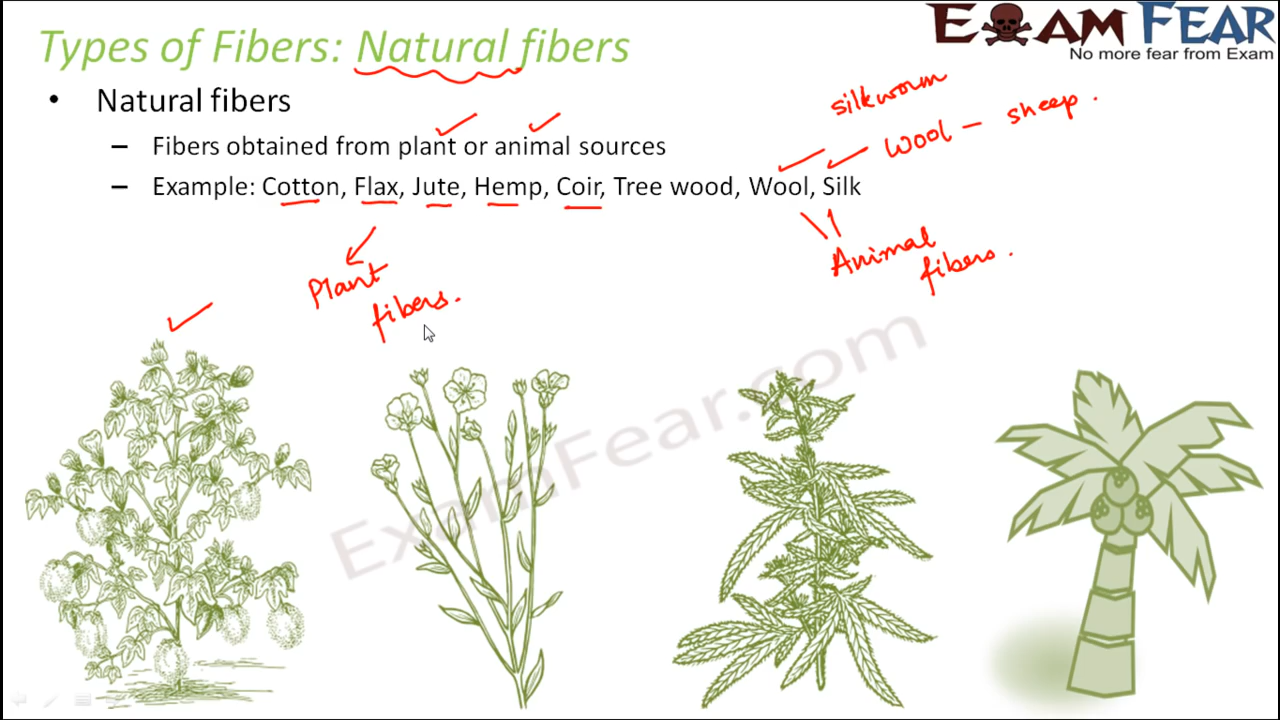 Types of Fibers: Natural fibers
EXAM FEAR
No more fear from Exam
• Natural fibers
– Fibers obtained from plant or animal sources
– Example: Cotton, Flax, Jute, Hemp, Coir, Tree wood, Wool, Silk
silkworm
Wool – sheep.
Plant
fibers.
Animal
fibers.
ExamFear.com